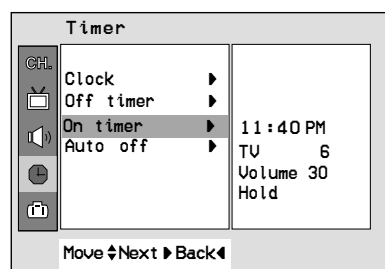 Timer
CH.
Clock
Off timer
On timer
Auto off
11:40 PM
TV 6
Volume 30
Hold
Move Next Back